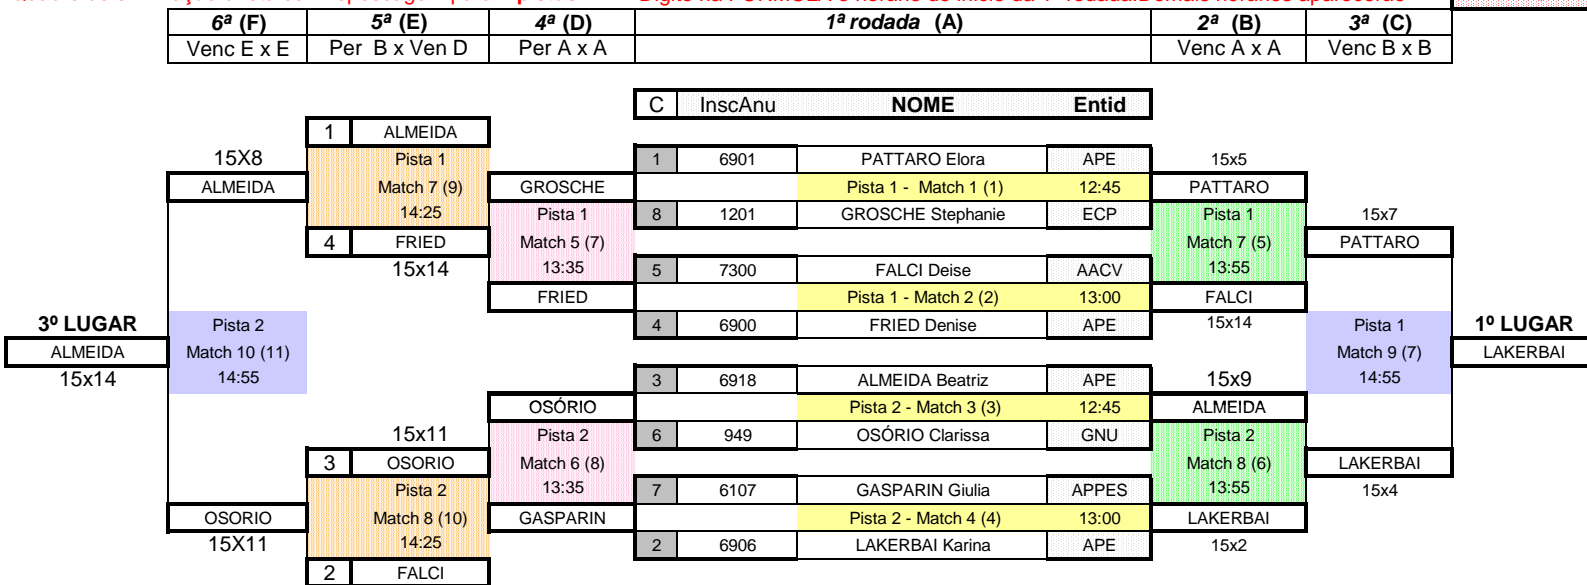 6ª (F) 5ª (E) 4ª (D) 1ª rodada (A) 2ª (B) 3ª (C)
Venc E x E Per B x Ven D Per A x A Venc A x A Venc B x B
C InscAnu NOME Entid
1 ALMEIDA
15X8 Pista 1 1 6901 PATTARO Elora APE 15x5
ALMEIDA Match 7 (9) GROSCHE Pista 1 - Match 1 (1) 12:45 PATTARO
14:25 Pista 1 8 1201 GROSCHE Stephanie ECP Pista 1 15x7
4 FRIED Match 5 (7) Match 7 (5) PATTARO
15x14 13:35 5 7300 FALCI Deise AACV 13:55
FRIED Pista 1 - Match 2 (2) 13:00 FALCI
3º LUGAR Pista 2 4 6900 FRIED Denise APE 15x14 Pista 1 1º LUGAR
ALMEIDA Match 10 (11) Match 9 (7) LAKERBAI
15x14 14:55 3 6918 ALMEIDA Beatriz APE 15x9 14:55
OSÓRIO Pista 2 - Match 3 (3) 12:45 ALMEIDA
15x11 Pista 2 6 949 OSÓRIO Clarissa GNU Pista 2
3 OSORIO Match 6 (8) Match 8 (6) LAKERBAI
Pista 2 13:35 7 6107 GASPARIN Giulia APPES 13:55 15x4
OSORIO Match 8 (10) GASPARIN Pista 2 - Match 4 (4) 13:00 LAKERBAI
15X11 14:25 2 6906 LAKERBAI Karina APE 15x2
2 FALCI